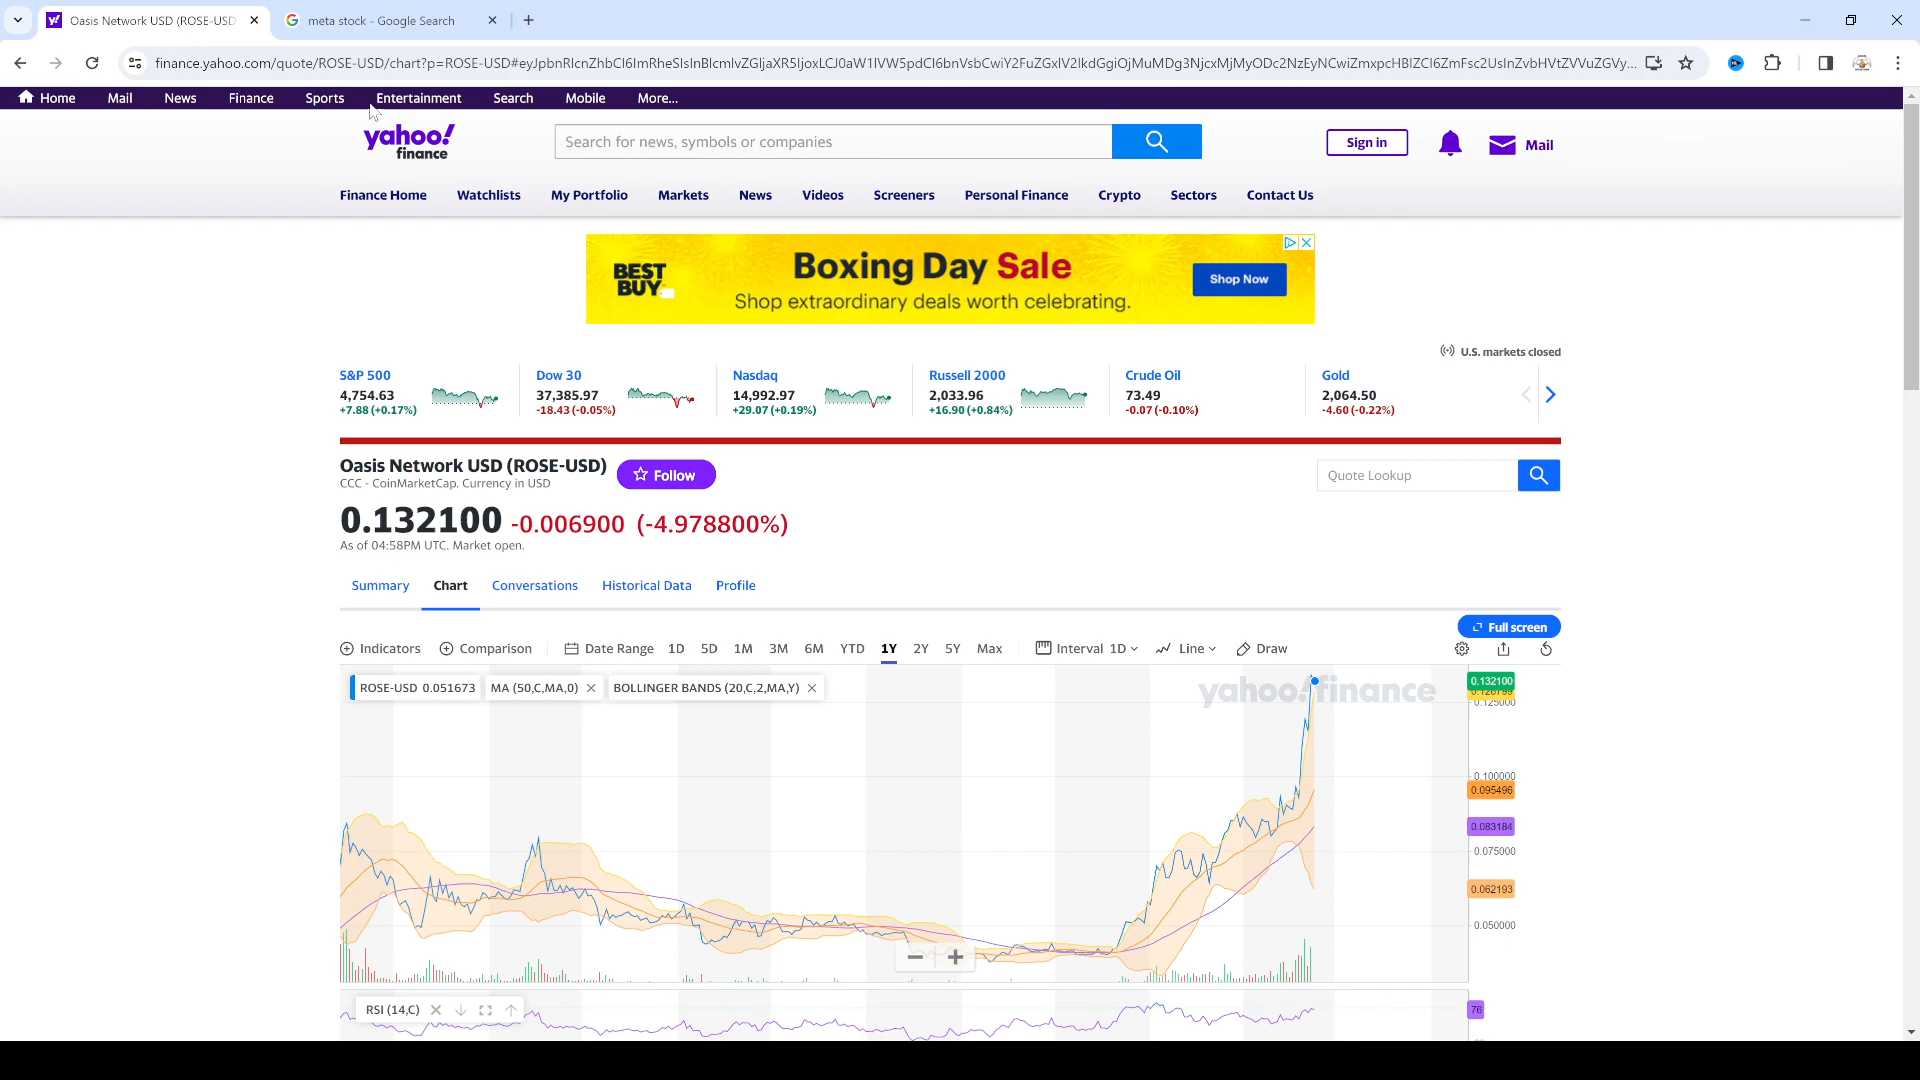 Oasis Network USD (ROSE-USD
meta stock - Google Search
finance.yahoo.com/quote/ROSE-USD/chart?p=ROSE-USD#
Home Mail News Finance Sports Entertainment Search Mobile More...
yahoo!
finance
Search for news, symbols or companies
Sign in
Mail
Finance Home Watchlists My Portfolio Markets News Videos Screeners Personal Finance Crypto Sectors Contact Us
BEST
BUY
Boxing Day Sale
Shop extraordinary deals worth celebrating.
Shop Now
U.S. markets closed
S&P 500 Dow 30 Nasdaq Russell 2000 Crude Oil Gold
4,754.63 37,385.97 14,992.97 2,033.96 73.49 2,064.50
+7.88 (+0.17%) -18.43 (-0.05%) +29.07 (+0.19%) +16.90 (+0.84%) -0.07 (-0.10%) -4.60 (-0.22%)
Oasis Network USD (ROSE-USD)
Follow
Quote Lookup
CCC - CoinMarketCap. Currency in USD
0.132100 -0.006900 (-4.978800%)
As of 04:58PM UTC. Market open.
Summary Chart Conversations Historical Data Profile
Full screen
Indicators Comparison Date Range 1D 5D 1M 3M 6M YTD 1Y 2Y 5Y Max Interval 1D Line Draw
ROSE-USD 0.051673 MA (50,C,MA,0) BOLLINGER BANDS (20,C,2,MA,Y)
yahoo!finance
0.132100
0.125000
0.100000
0.095496
0.083184
0.075000
0.062193
0.050000
RSI (14,C)
76